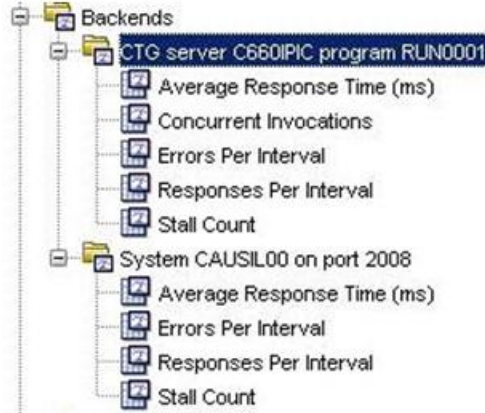 Backends
CTG server C660IPIC program RUN0001
Average Response Time (ms)
Concurrent Invocations
Errors Per Interval
Responses Per Interval
Stall Count
System CAUSIL00 on port 2008
Average Response Time (ms)
Errors Per Interval
Responses Per Interval
Stall Count